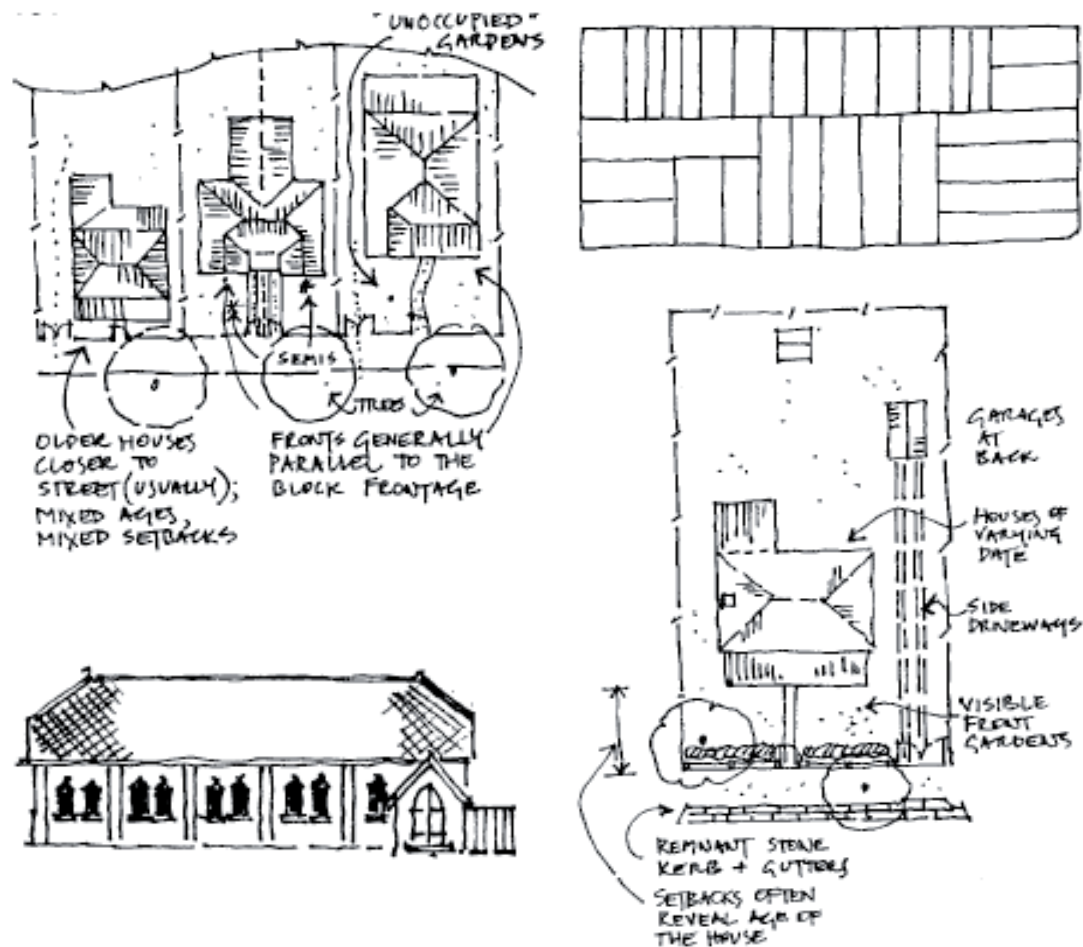 "UNOCCUPIED"
GARDENS
SEMIS
TREES
OLDER HOUSES
CLOSER TO
STREET (USUALLY);
MIXED AGES,
MIXED SETBACKS
FRONTS GENERALLY
PARALLEL TO THE
BLOCK FRONTAGE
GARAGES
AT
BACK
HOUSES OF
VARYING
DATE
SIDE
DRIVEWAYS
VISIBLE
FRONT
GARDENS
REMNANT STONE
KERB + GUTTERS
SETBACKS OFTEN
REVEAL AGE OF
THE HOUSE